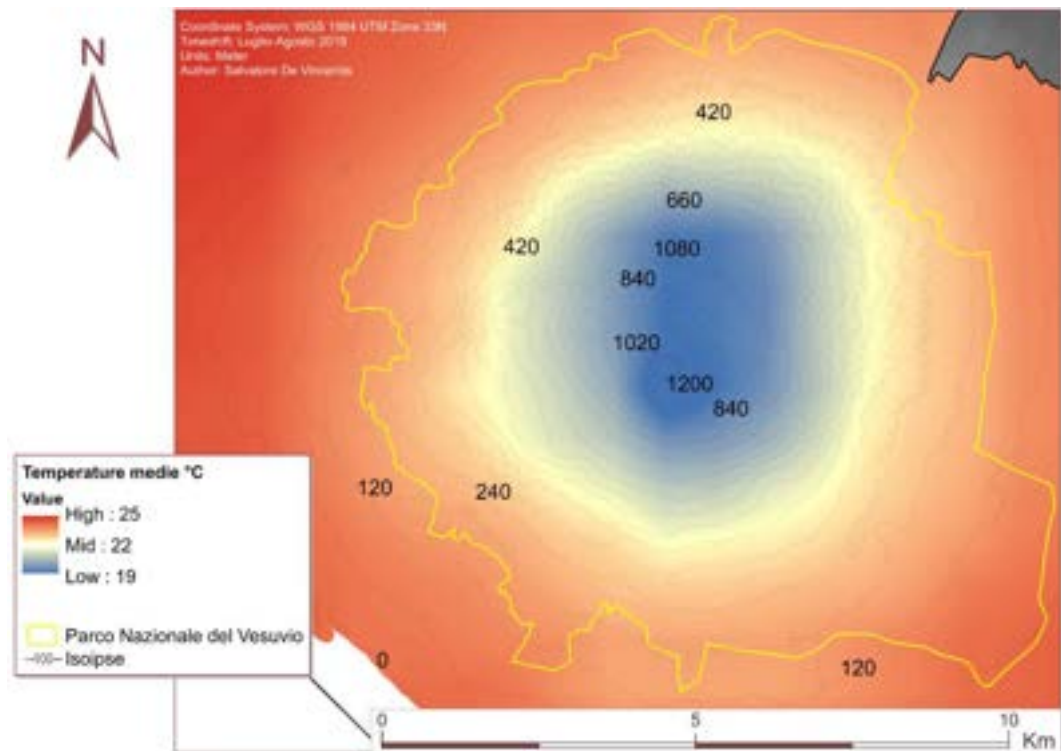 Coordinate System: WGS 1984 UTM Zone 33N
Timeshift: Luglio-Agosto 2018
Units: Meter
Author: Salvatore De
N
420
660
420
1080
840
1020
1200
840
120
240
0
120
Temperature medie °C
Value
High : 25
Mid : 22
Low : 19
Parco Nazionale del Vesuvio
Isoipse
0 5 10
Km